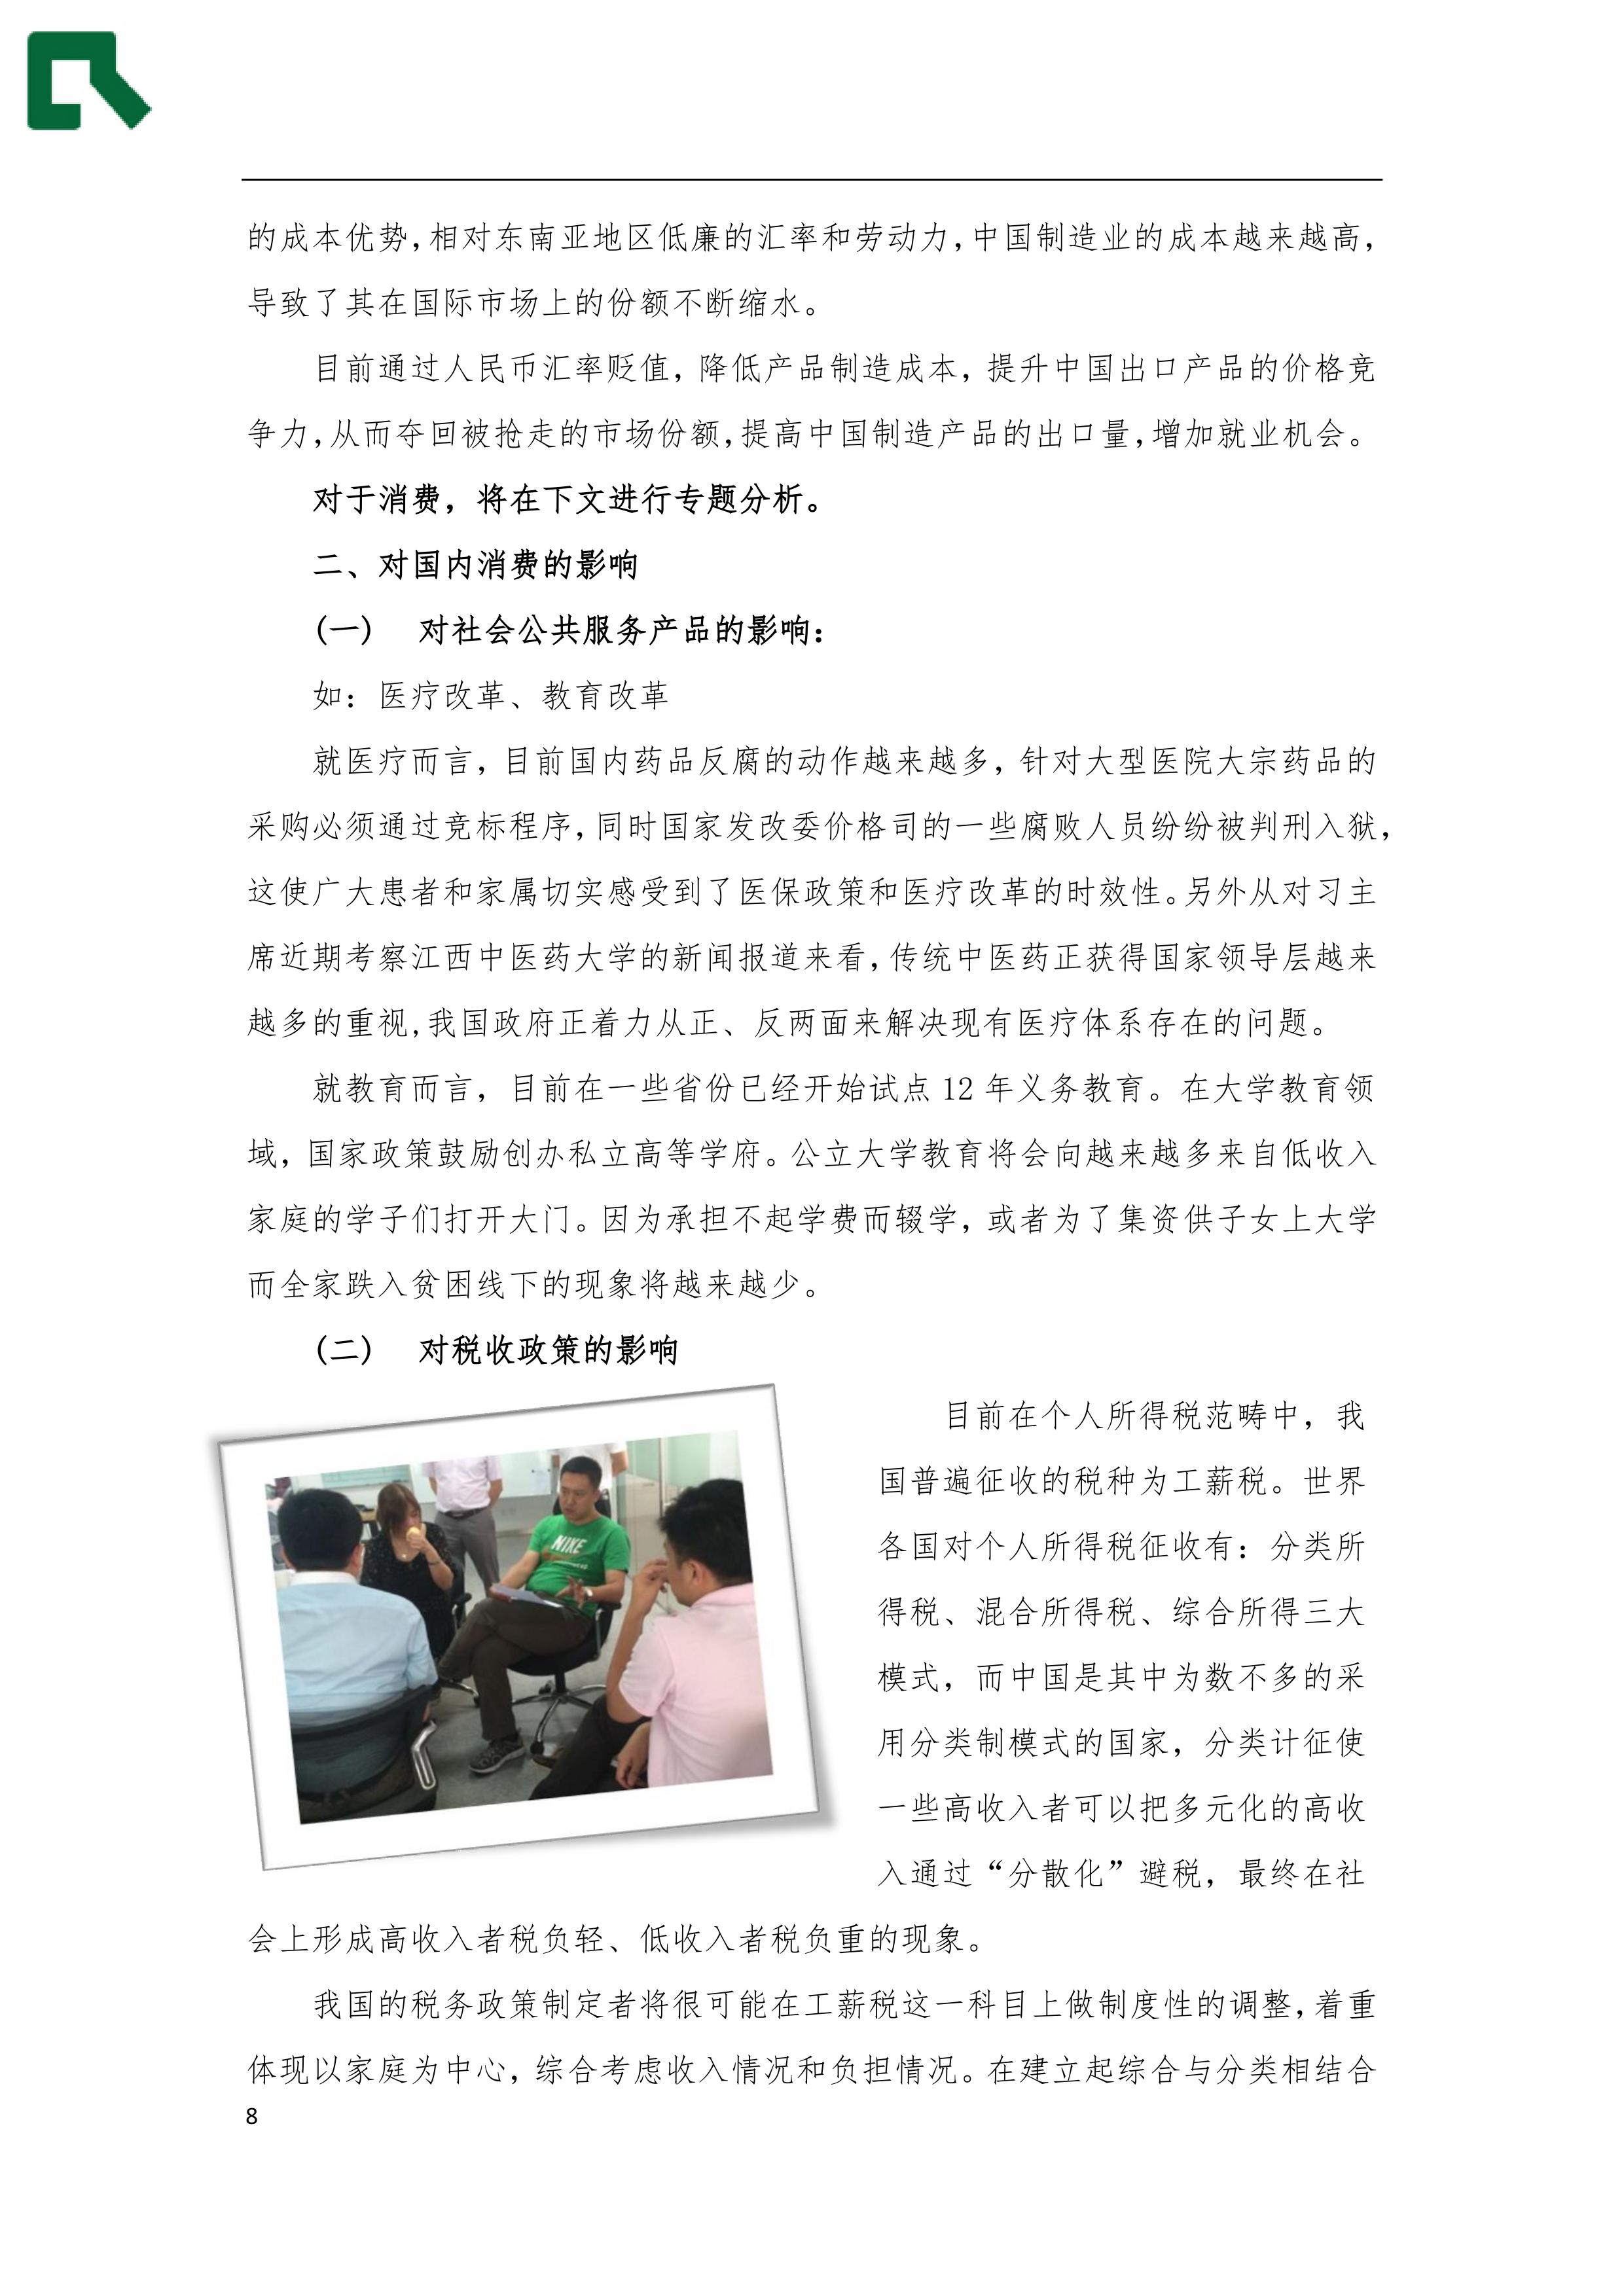 的成本优势，相对东南亚地区低廉的汇率和劳动力，中国制造业的成本越来越高，
导致了其在国际市场上的份额不断缩水。
目前通过人民币汇率贬值，降低产品制造成本，提升中国出口产品的价格竞
争力，从而夺回被抢走的市场份额，提高中国制造产品的出口量，增加就业机会。
对于消费，将在下文进行专题分析。
二、对国内消费的影响
(一) 对社会公共服务产品的影响：
如：医疗改革、教育改革
就医疗而言，目前国内药品反腐的动作越来越多，针对大型医院大宗药品的
采购必须通过竞标程序，同时国家发改委价格司的一些腐败人员纷纷被判刑入狱，
这使广大患者和家属切实感受到了医保政策和医疗改革的时效性。另外从对习主
席近期考察江西中医药大学的新闻报道来看，传统中医药正获得国家领导层越来
越多的重视,我国政府正着力从正、反两面来解决现有医疗体系存在的问题。
就教育而言，目前在一些省份已经开始试点 12 年义务教育。在大学教育领
域，国家政策鼓励创办私立高等学府。公立大学教育将会向越来越多来自低收入
家庭的学子们打开大门。因为承担不起学费而辍学，或者为了集资供子女上大学
而全家跌入贫困线下的现象将越来越少。
(二) 对税收政策的影响
NIKE
目前在个人所得税范畴中，我
国普遍征收的税种为工薪税。世界
各国对个人所得税征收有：分类所
得税、混合所得税、综合所得三大
模式，而中国是其中为数不多的采
用分类制模式的国家，分类计征使
一些高收入者可以把多元化的高收
入通过“分散化”避税，最终在社
会上形成高收入者税负轻、低收入者税负重的现象。
我国的税务政策制定者将很可能在工薪税这一科目上做制度性的调整，着重
体现以家庭为中心，综合考虑收入情况和负担情况。在建立起综合与分类相结合
8